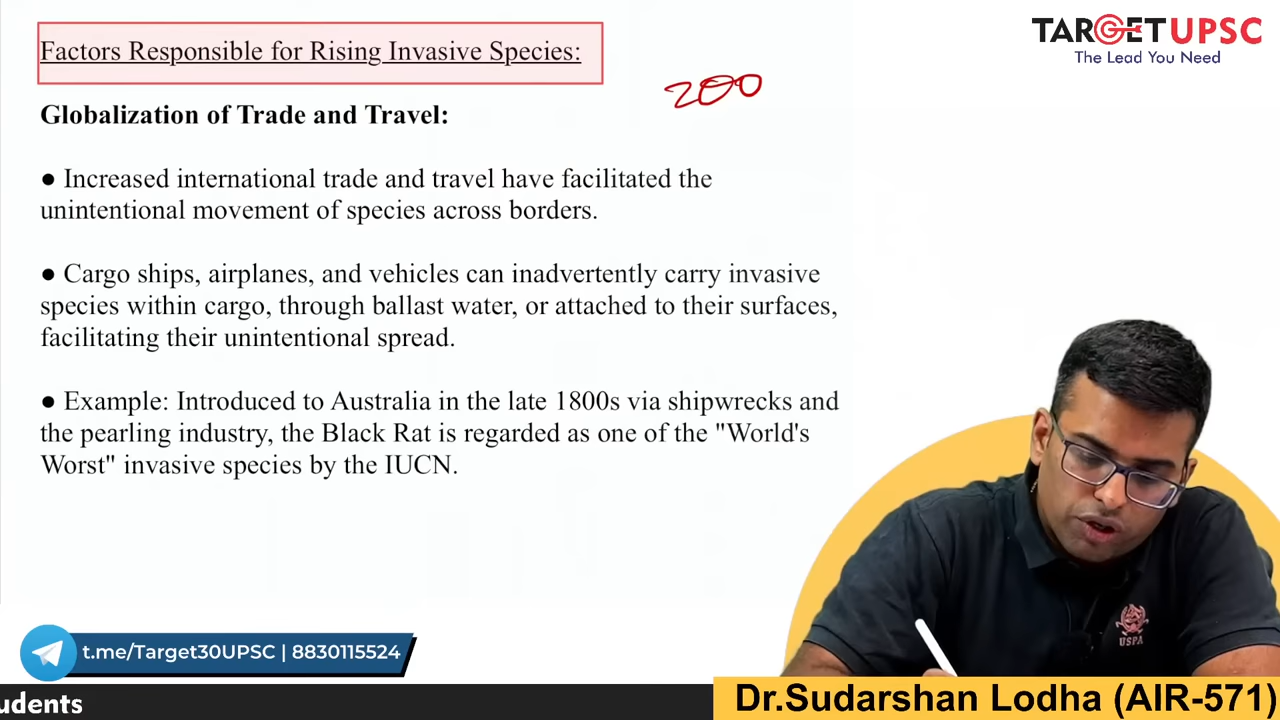 Factors Responsible for Rising Invasive Species:
TARGET UPSC
The Lead You Need
200
Globalization of Trade and Travel:
● Increased international trade and travel have facilitated the
unintentional movement of species across borders.
● Cargo ships, airplanes, and vehicles can inadvertently carry invasive
species within cargo, through ballast water, or attached to their surfaces,
facilitating their unintentional spread.
● Example: Introduced to Australia in the late 1800s via shipwrecks and
the pearling industry, the Black Rat is regarded as one of the "World's
Worst" invasive species by the IUCN.
USPA
t.me/Target30UPSC | 8830115524
udents
Dr.Sudarshan Lodha (AIR-571)